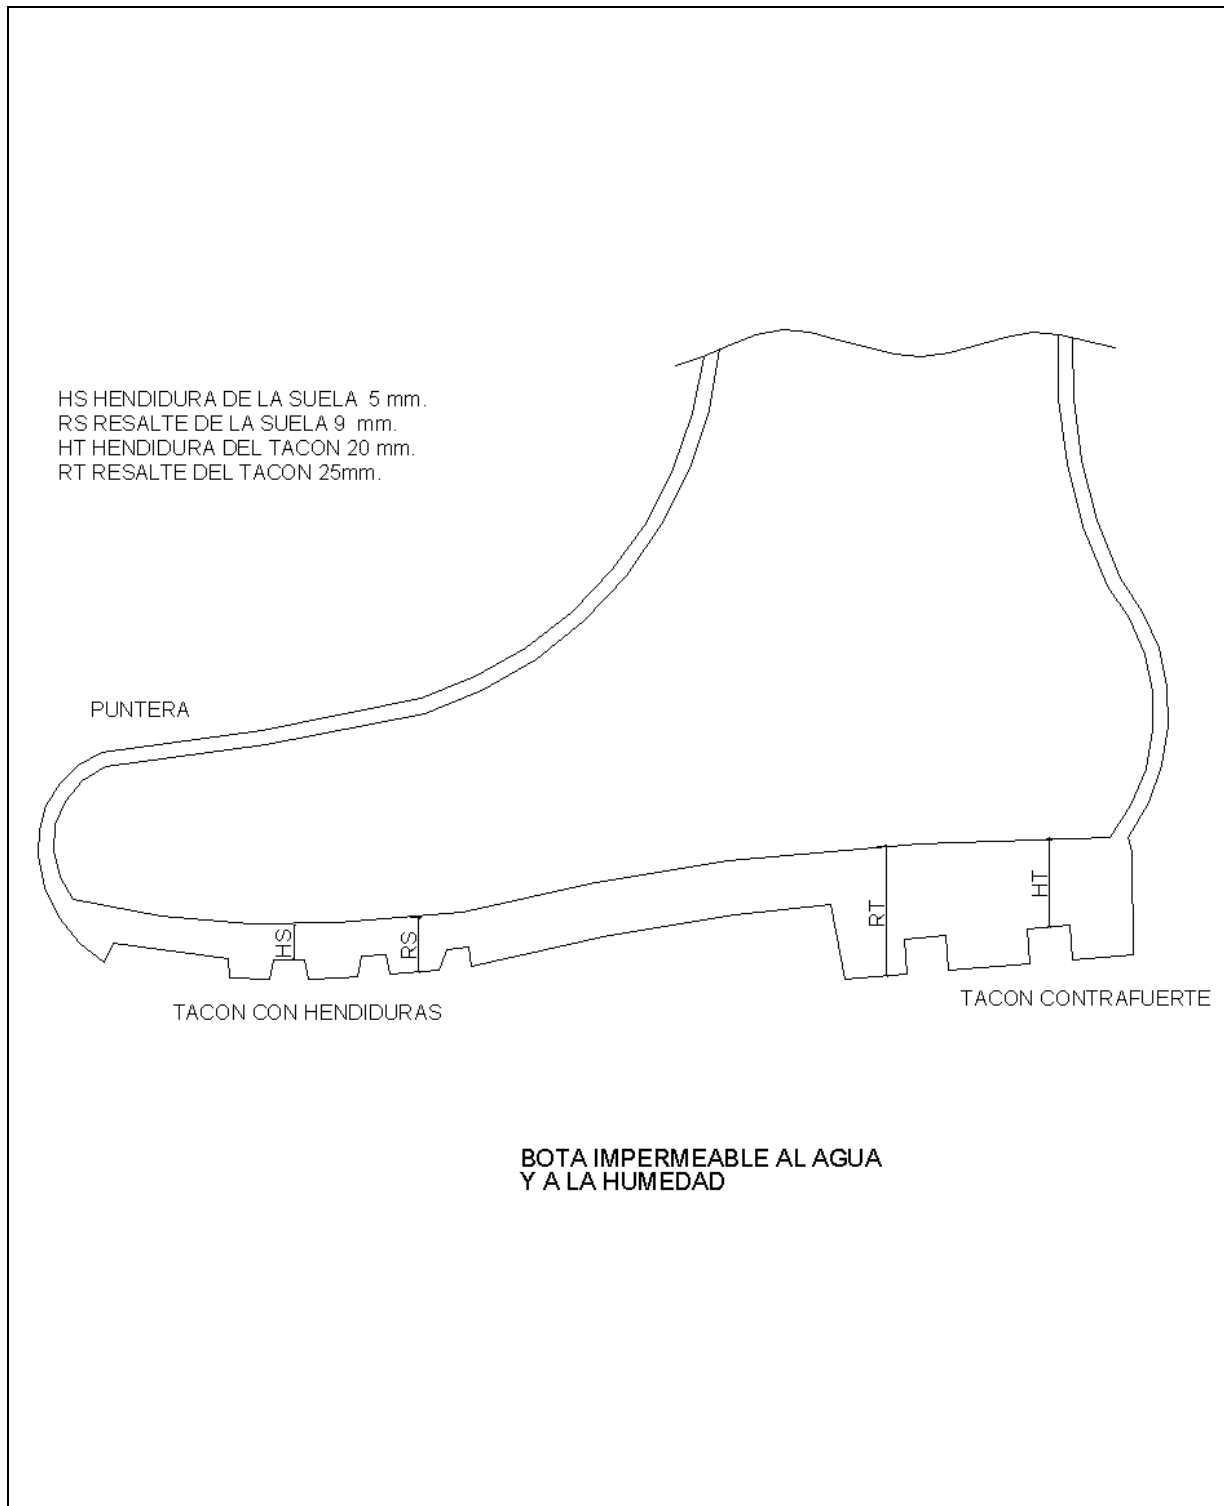 HS HENDIDURA DE LA SUELA 5 mm.
RS RESALTE DE LA SUELA 9 mm.
HT HENDIDURA DEL TACON 20 mm.
RT RESALTE DEL TACON 25mm.
PUNTERA
HS
RS
RT
HT
TACON CON HENDIDURAS
TACON CONTRAFUERTE
BOTA IMPERMEABLE AL AGUA
Y A LA HUMEDAD